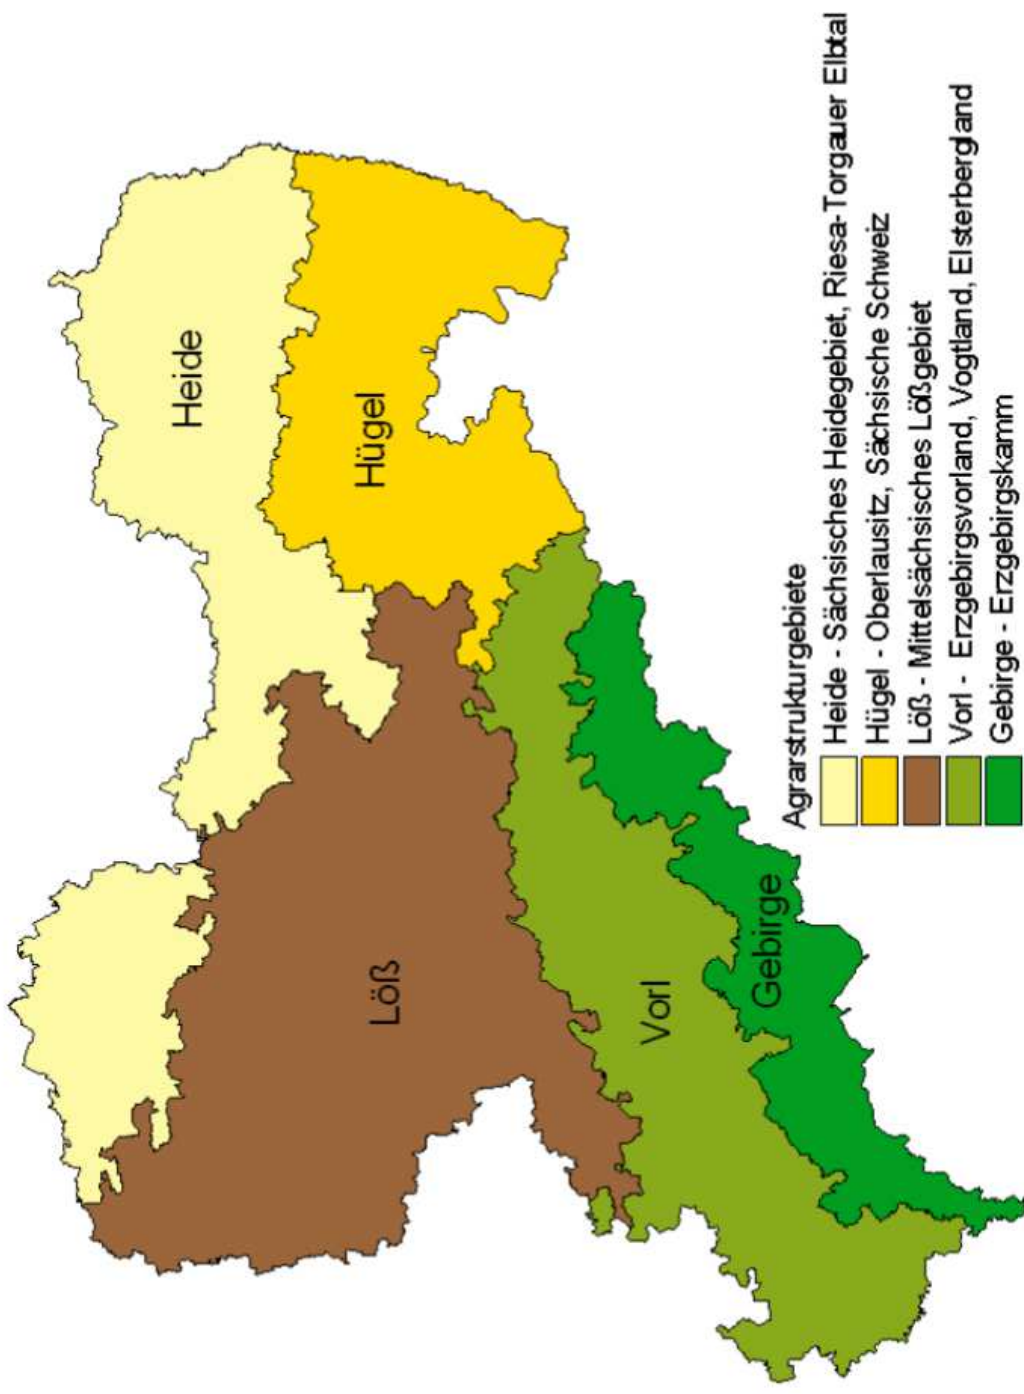 Heide
Hügel
Löß
Vorl
Gebirge
Agrarstrukturgebiete
Heide - Sächsisches Heidegebiet, Riesa-Torgauer Elbtal
Hügel - Oberlausitz, Sächsische Schweiz
Löß - Mittelsächsisches Lößgebiet
Vorl - Erzgebirgsvorland, Vogtland, Elsterbergland
Gebirge - Erzgebirgskamm